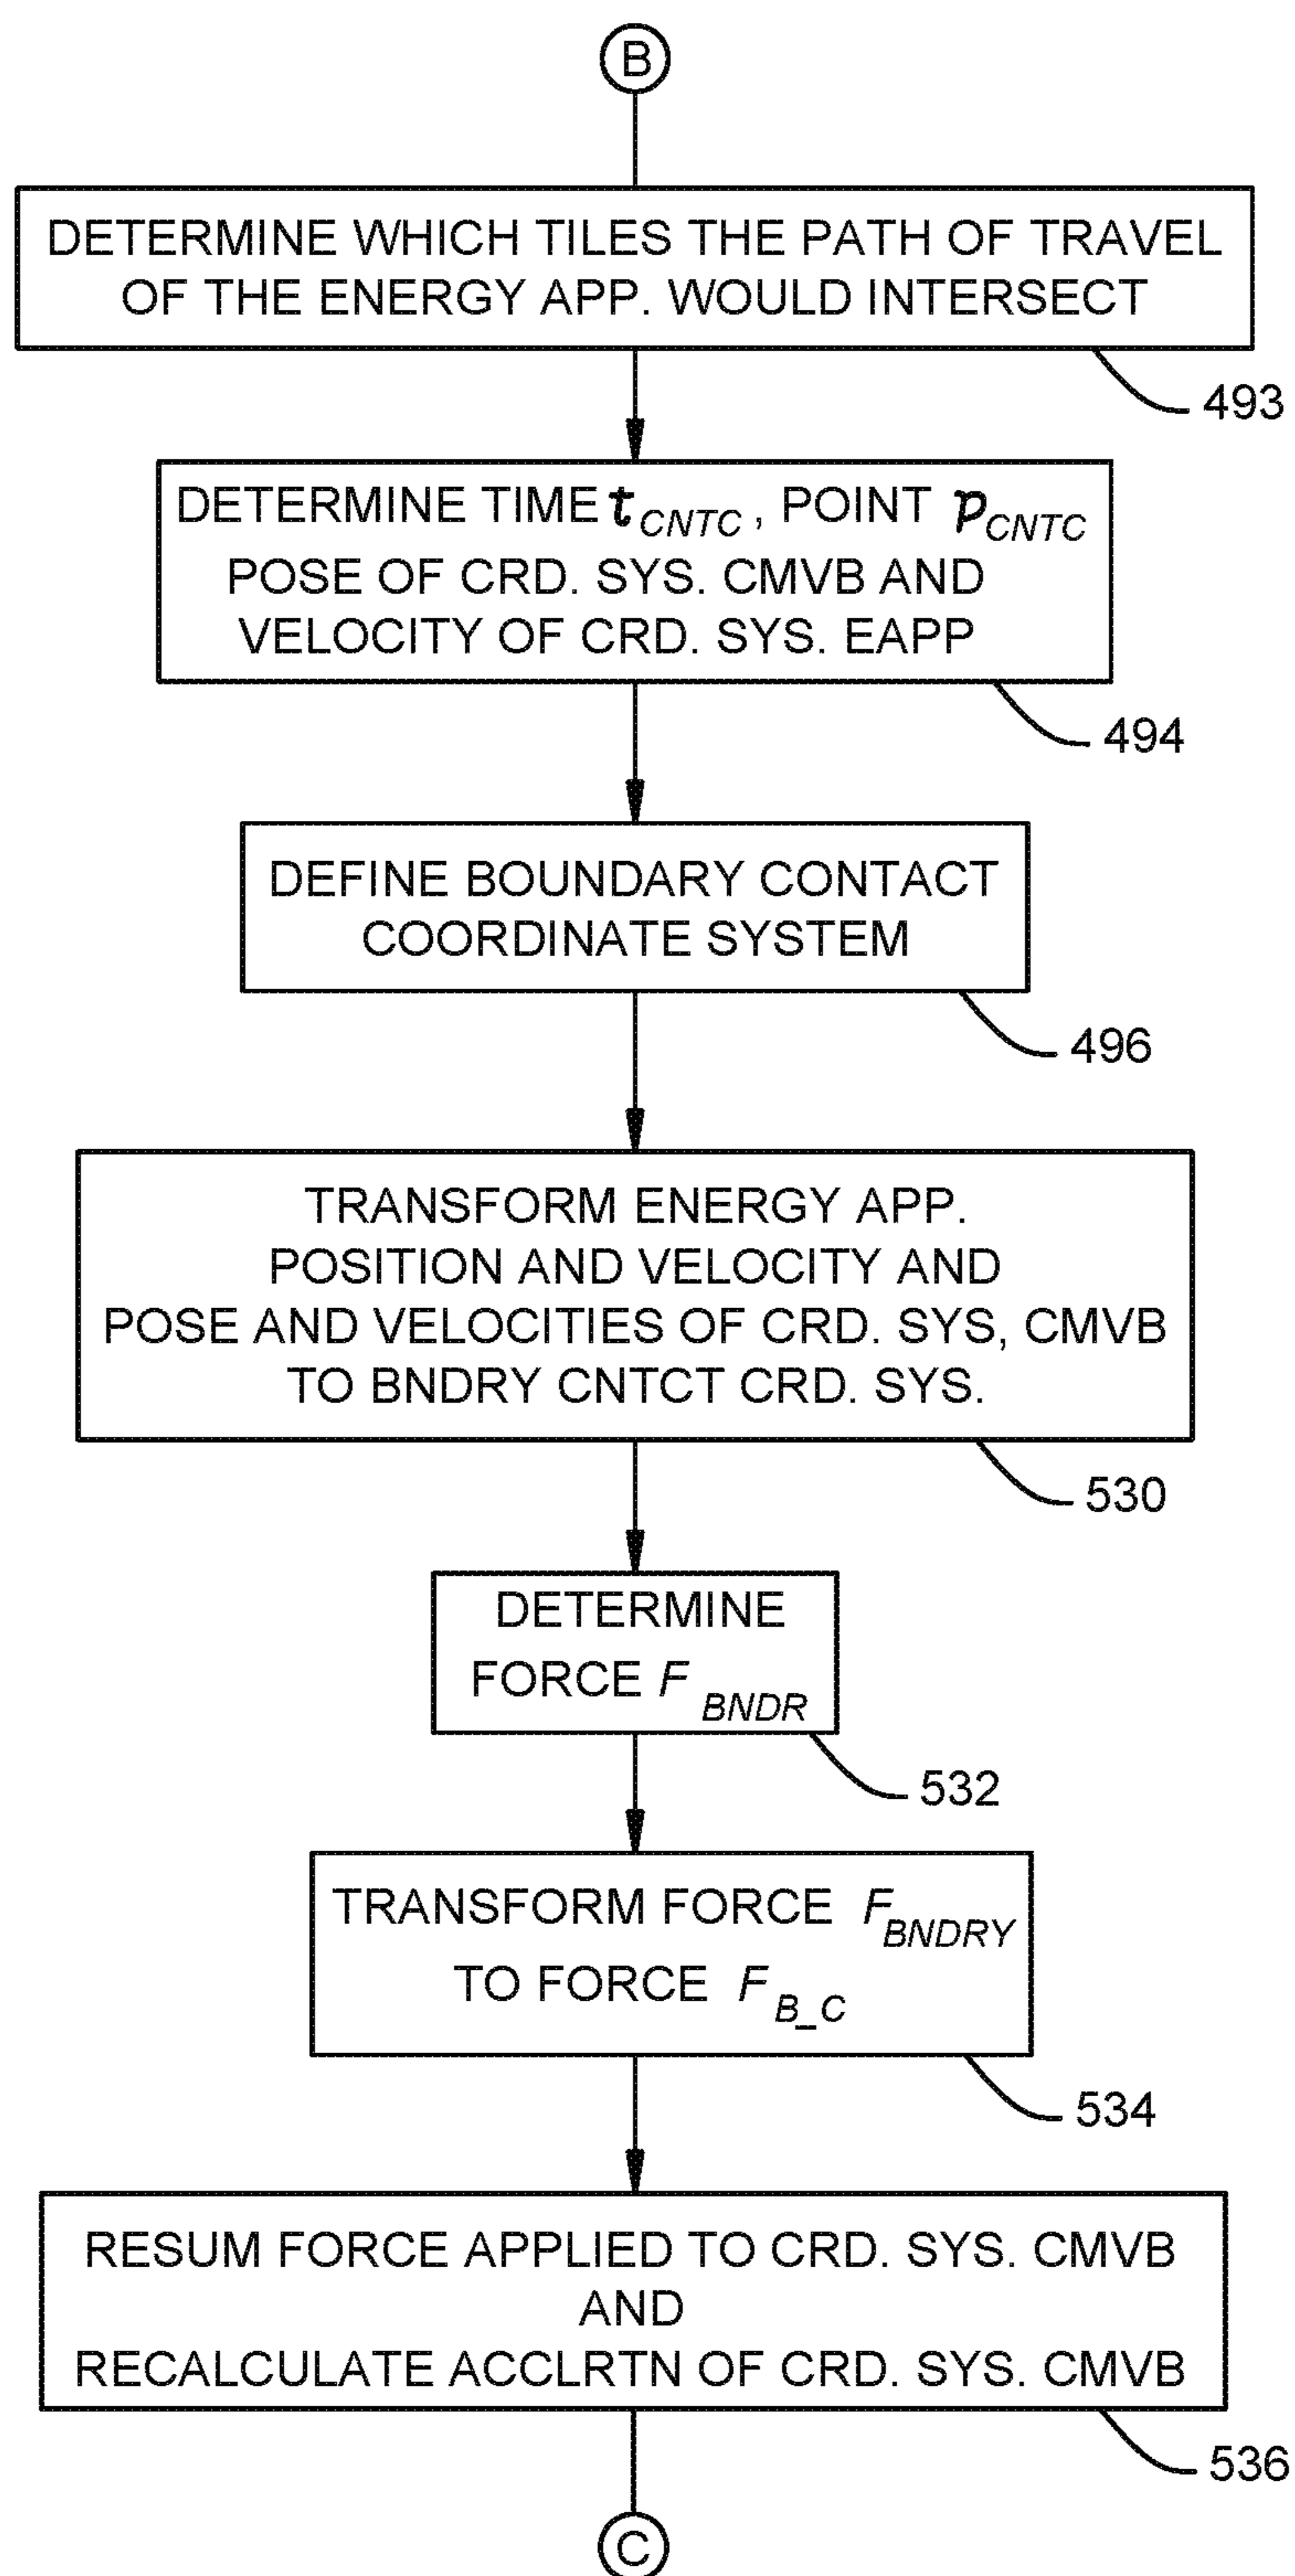 B
DETERMINE WHICH TILES THE PATH OF TRAVEL
OF THE ENERGY APP. WOULD INTERSECT
493
DETERMINE TIME t CNTC , POINT p CNTC
POSE OF CRD. SYS. CMVB AND
VELOCITY OF CRD. SYS. EAPP
494
DEFINE BOUNDARY CONTACT
COORDINATE SYSTEM
496
TRANSFORM ENERGY APP.
POSITION AND VELOCITY AND
POSE AND VELOCITIES OF CRD. SYS, CMVB
TO BNDRY CNTCT CRD. SYS.
530
DETERMINE
FORCE F BNDR
532
TRANSFORM FORCE F BNDRY
TO FORCE F B_C
534
RESUM FORCE APPLIED TO CRD. SYS. CMVB
AND
RECALCULATE ACCLRTN OF CRD. SYS. CMVB
536
C